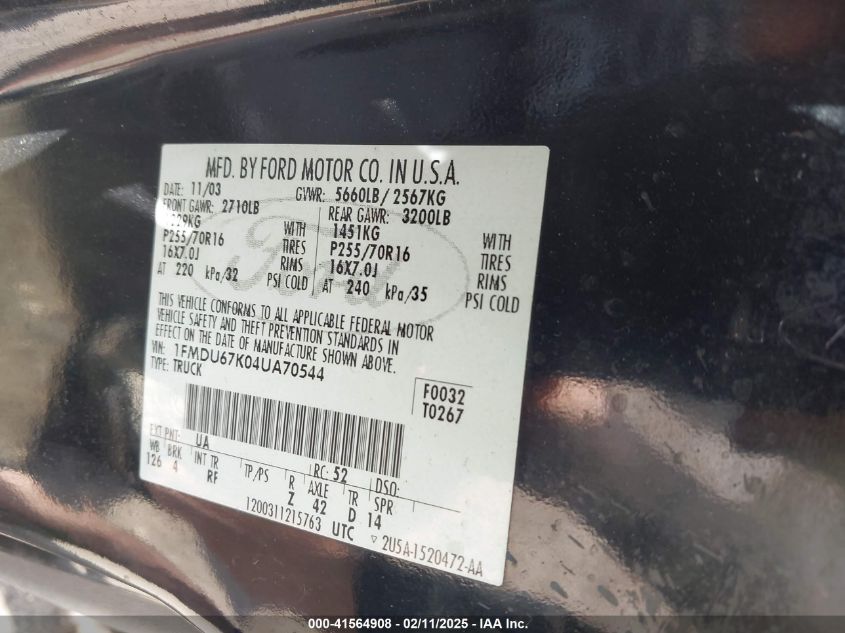 MFD. BY FORD MOTOR CO. IN U.S.A.
DATE: 11/03 GVWR: 5660LB/ 2567KG
FRONT GAWR: 2710LB REAR GAWR: 3200LB
1229KG WITH 1451KG WITH
P255/70R16 TIRES P255/70R16 TIRES
16X7.0J RIMS 16X7.0J RIMS
AT 220 kPa/32 PSI COLD AT 240 kPa/35 PSI COLD
Ford
THIS VEHICLE CONFORMS TO ALL APPLICABLE FEDERAL MOTOR
VEHICLE SAFETY AND THEFT PREVENTION STANDARDS IN
EFFECT ON THE DATE OF MANUFACTURE SHOWN ABOVE.
VIN: 1FMDU67K04UA70544
TYPE: TRUCK
F0032
T0267
EXT PNT: UA RC: 52 DSO:
WB BRK INT TR TP/PS R AXLE TR SPR
126 4 RF Z 42 D 14
1200311215763 UTC ▽ 2U5A-1520472-AA
000-41564908 - 02/11/2025 - IAA Inc.